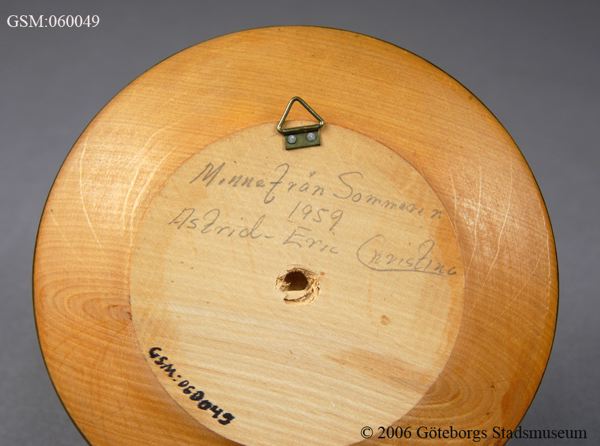 GSM:060049
Minne från Sommaren
1959
Astrid - Eric Christina
GSM:060049
© 2006 Göteborgs Stadsmuseum